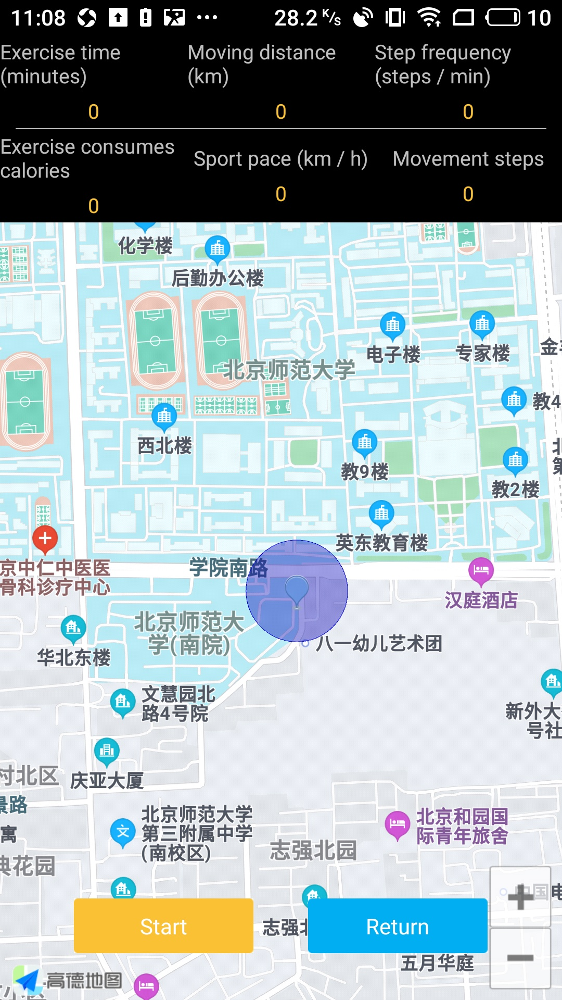 11:08 28.2 K/s 10
Exercise time
(minutes)
0
Moving distance
(km)
0
Step frequency
(steps / min)
0
Exercise consumes
calories
0
Sport pace (km / h)
0
Movement steps
0
化学楼
后勤办公楼
电子楼
专家楼
北京师范大学
教4
西北楼
教9楼
教2楼
英东教育楼
京中仁中医医
骨科诊疗中心
学院南路
汉庭酒店
北京师范大
学(南院)
华北东楼
八一幼儿艺术团
文慧园北
路4号院
新外大
号社
村北区
庆亚大厦
景路
北京师范大学
第三附属中学
(南校区)
北京和园国
际青年旅舍
寓
志强北园
典花园
中国电
Start
志强北
Return
五月华庭
高德地图